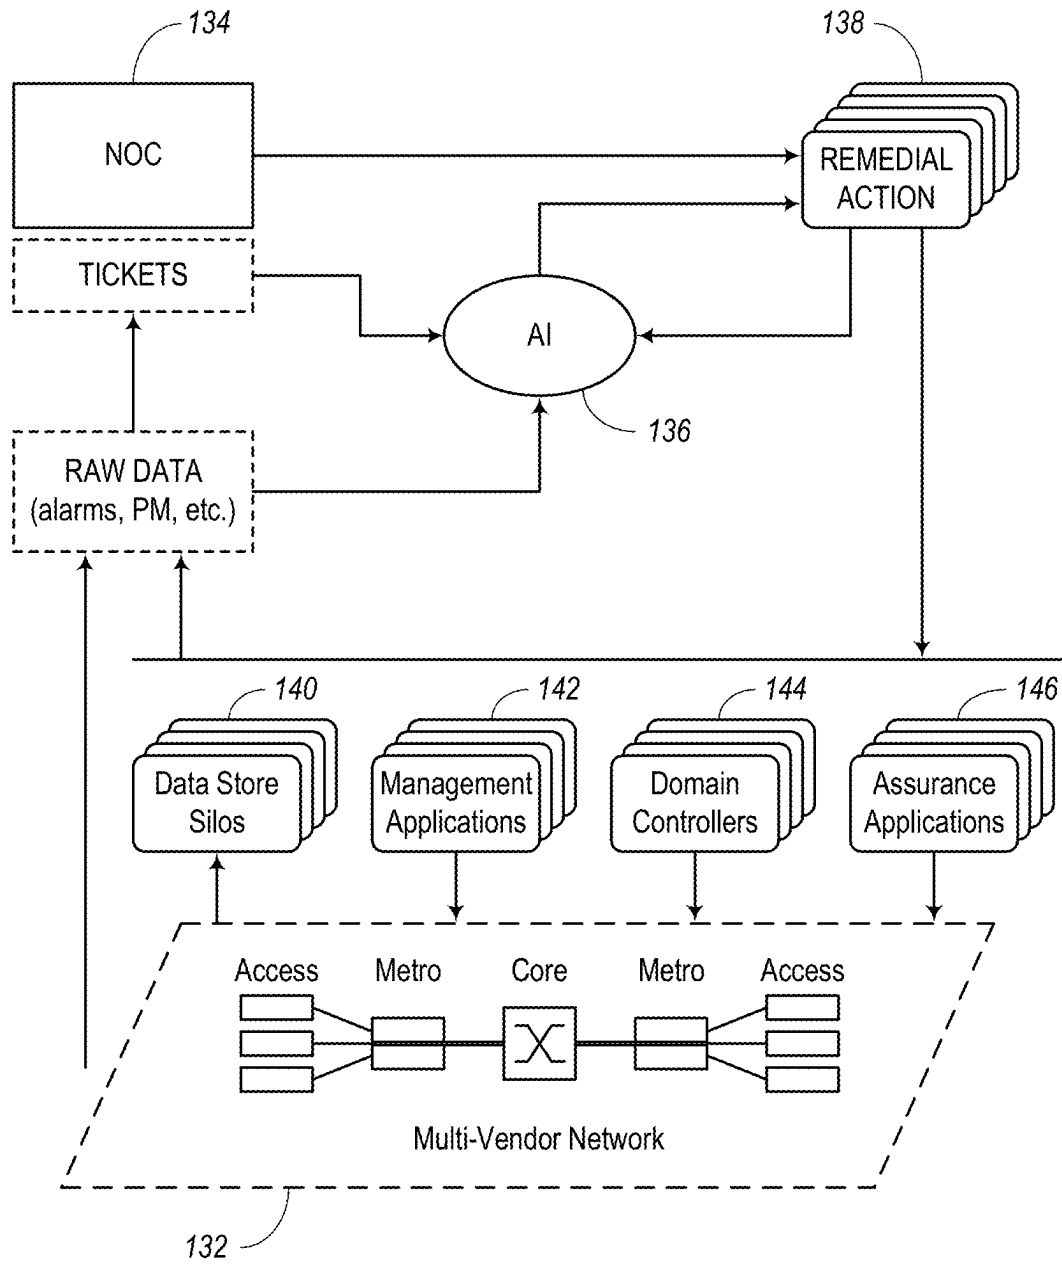 134
138
NOC
REMEDIAL
ACTION
TICKETS
AI
136
RAW DATA
(alarms, PM, etc.)
140
142
144
146
Data Store
Silos
Management
Applications
Domain
Controllers
Assurance
Applications
Access
Metro
Core
Metro
Access
Multi-Vendor Network
132